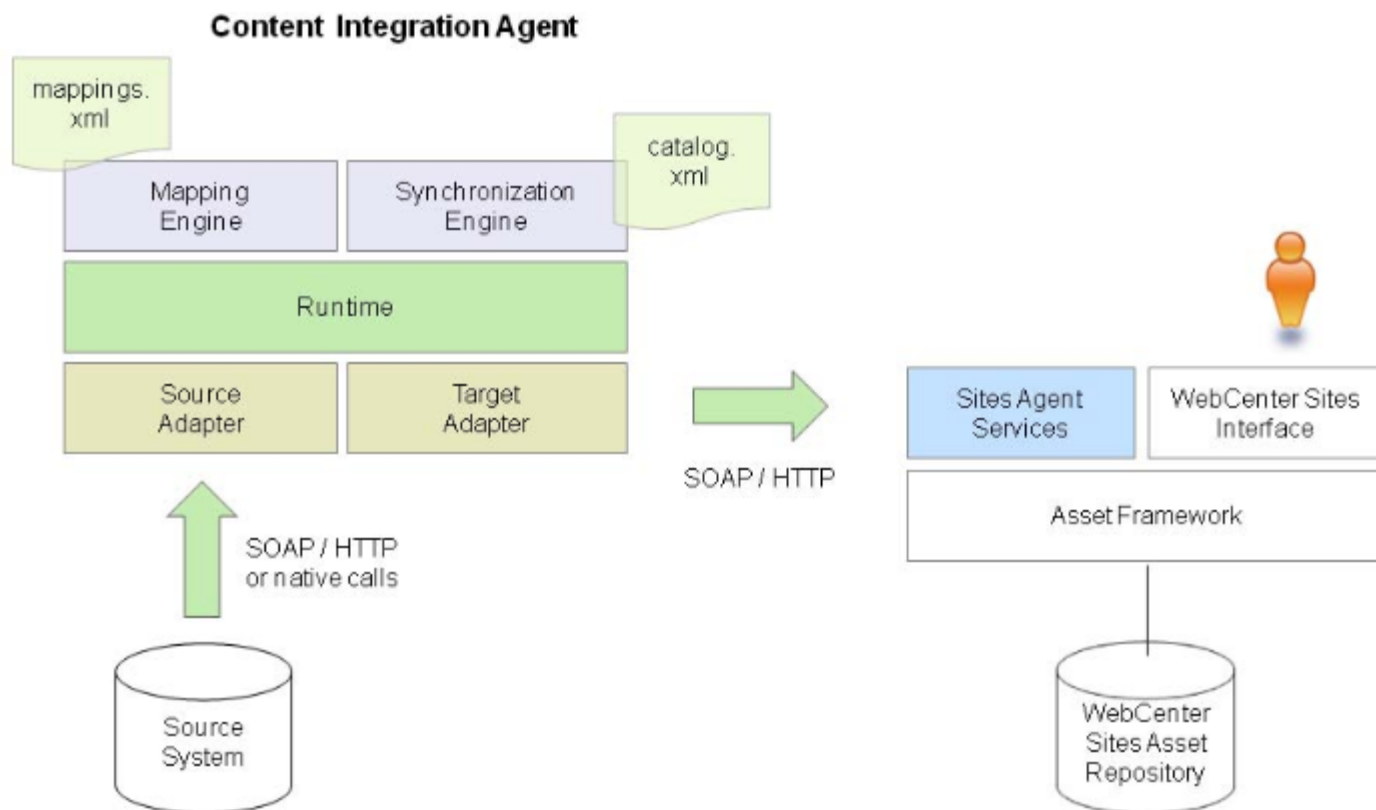 Content Integration Agent
mappings.
xml
catalog.
xml
Mapping
Engine
Synchronization
Engine
Runtime
Source
Adapter
Target
Adapter
SOAP / HTTP
Sites Agent
Services
WebCenter Sites
Interface
Asset Framework
SOAP / HTTP
or native calls
Source
System
WebCenter
Sites Asset
Repository